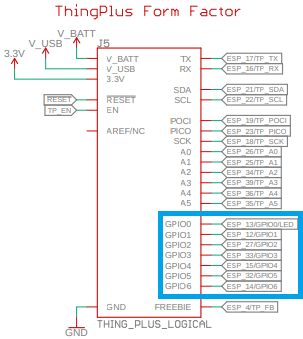 ThingPlus Form Factor
V_BATT
V_USB
3.3V
J5
V_BATT TX ESP_17/TP_TX
V_USB RX ESP_16/TP_RX
3.3V
SDA ESP_21/TP_SDA
RESET RESET SCL ESP_22/TP_SCL
TP_EN EN
AREF/NC POCI ESP_19/TP_POCI
PICO ESP_23/TP_PICO
SCK ESP_18/TP_SCK
A0 ESP_26/TP_A0
A1 ESP_25/TP_A1
A2 ESP_34/TP_A2
A3 ESP_39/TP_A3
A4 ESP_36/TP_A4
A5 ESP_35/TP_A5
GPIO0 ESP_13/GPIO0/LED
GPIO1 ESP_12/GPIO1
GPIO2 ESP_27/GPIO2
GPIO3 ESP_33/GPIO3
GPIO4 ESP_15/GPIO4
GPIO5 ESP_32/GPIO5
GPIO6 ESP_14/GPIO6
GND FREEBIE ESP_4/TP_FB
THING_PLUS_LOGICAL
GND